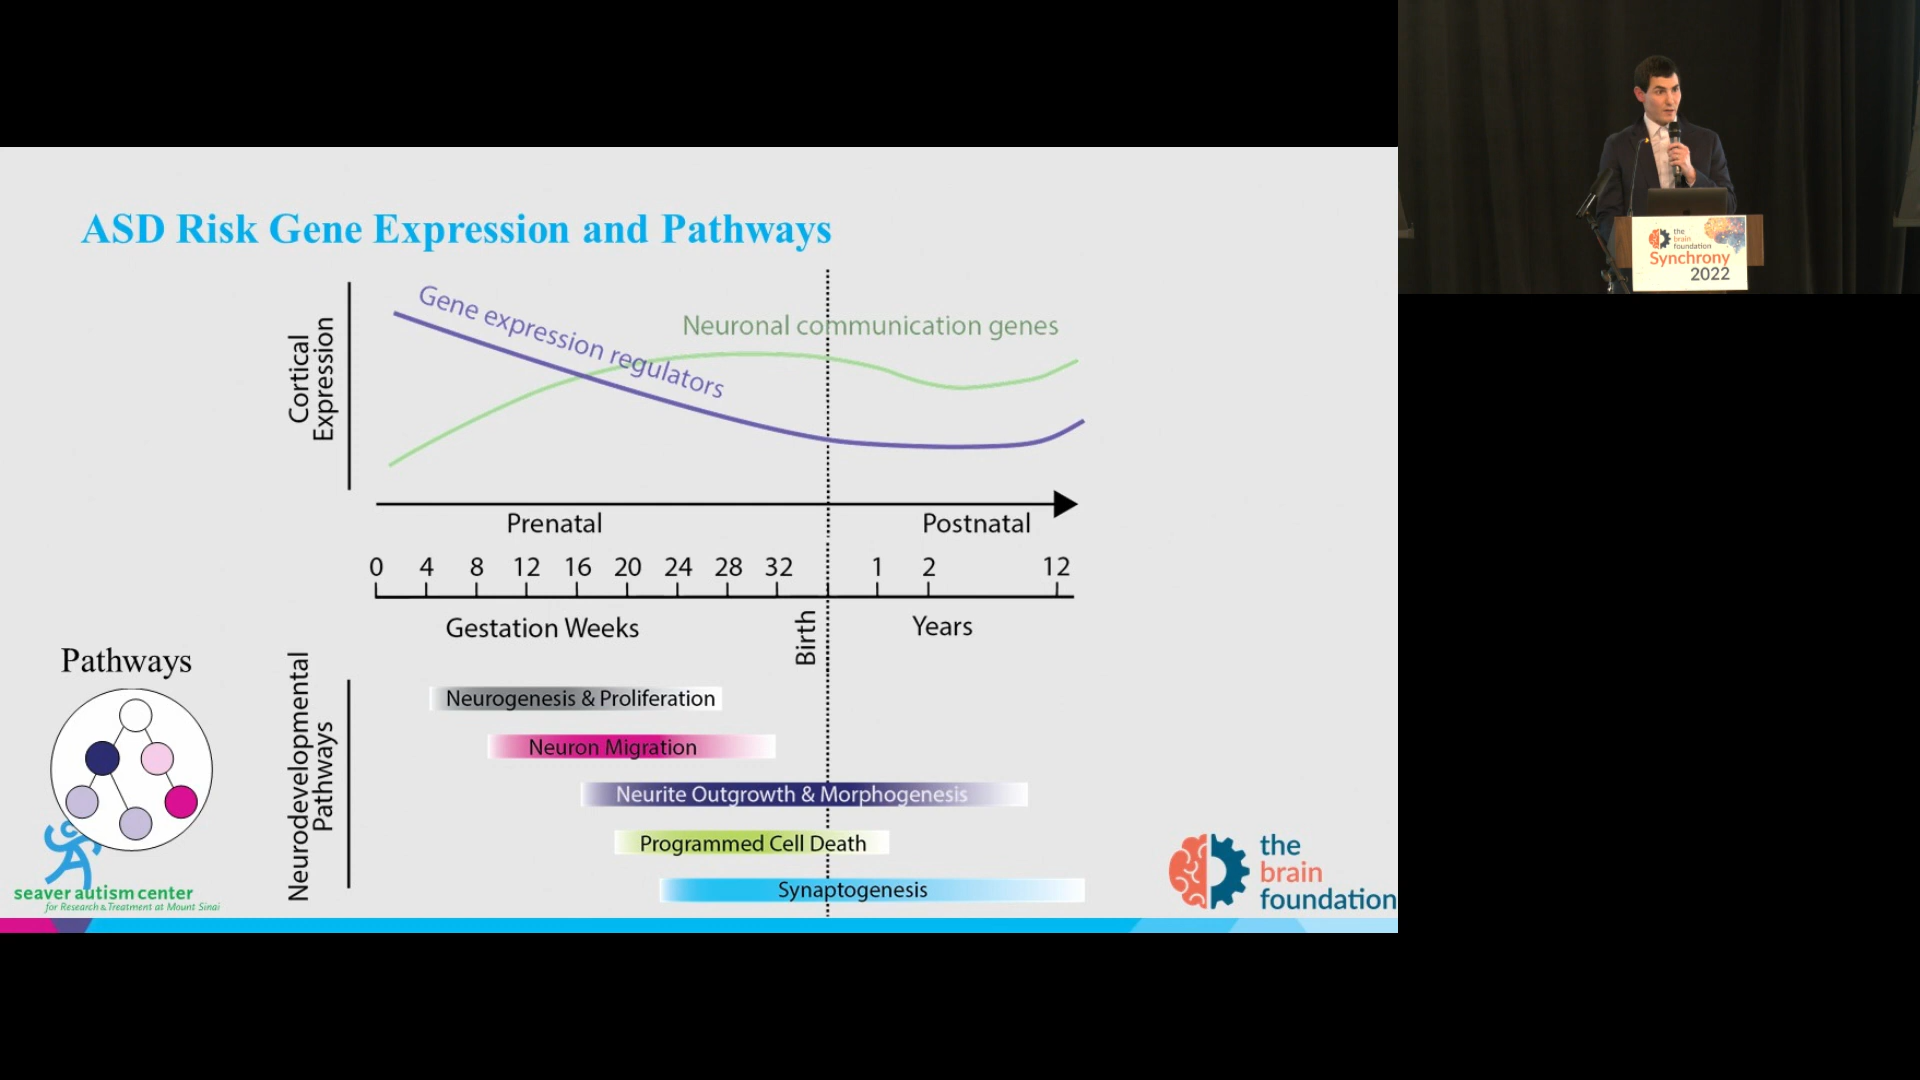 ASD Risk Gene Expression and Pathways
Cortical
Expression
Gene expression regulators
Neuronal communication genes
Prenatal
Postnatal
0 4 8 12 16 20 24 28 32 1 2 12
Gestation Weeks
Birth
Years
Pathways
Neurodevelopmental
Pathways
Neurogenesis & Proliferation
Neuron Migration
Neurite Outgrowth & Morphogenesis
Programmed Cell Death
Synaptogenesis
seaver autism center
for Research & Treatment at Mount Sinai
the
brain
foundation
the
brain
foundation
Synchrony
2022